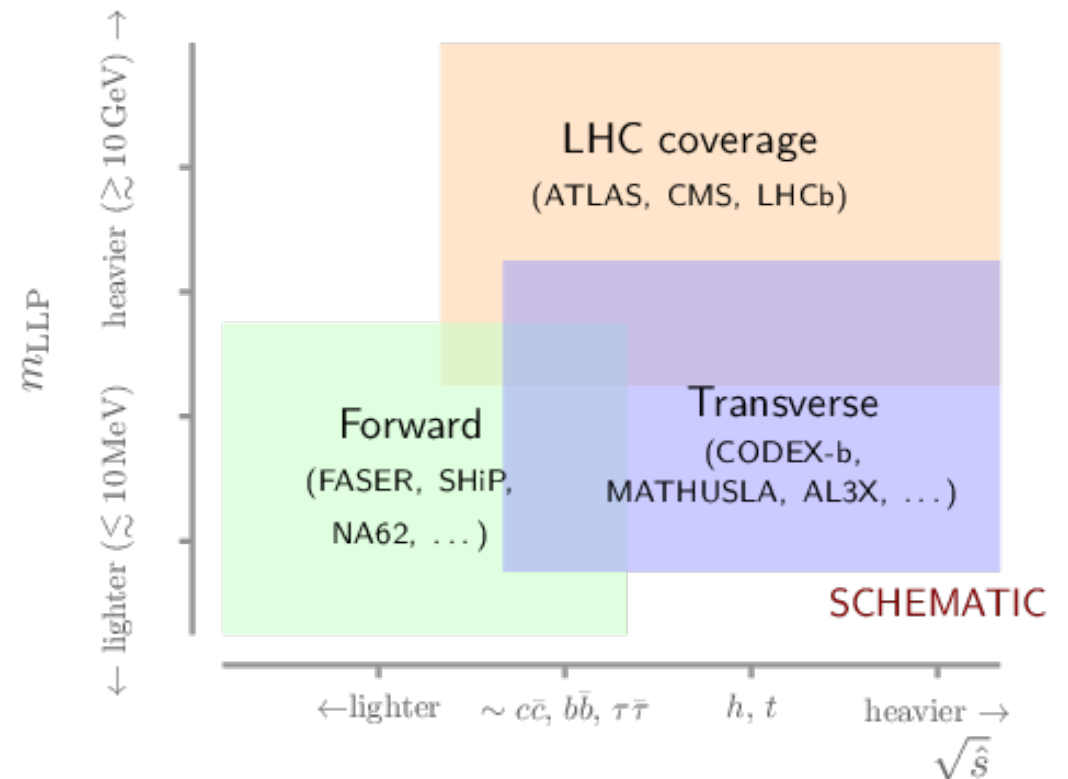 LHC coverage
(ATLAS, CMS, LHCb)
Transverse
(CODEX-b,
MATHUSLA, AL3X, ...)
Forward
(FASER, SHiP,
NA62, ...)
SCHEMATIC
m_LLP
← lighter (≲ 10 MeV) heavier (≳ 10 GeV) →
←lighter ∼ cc̄, bb̄, ττ̄ h, t heavier →
√ŝ